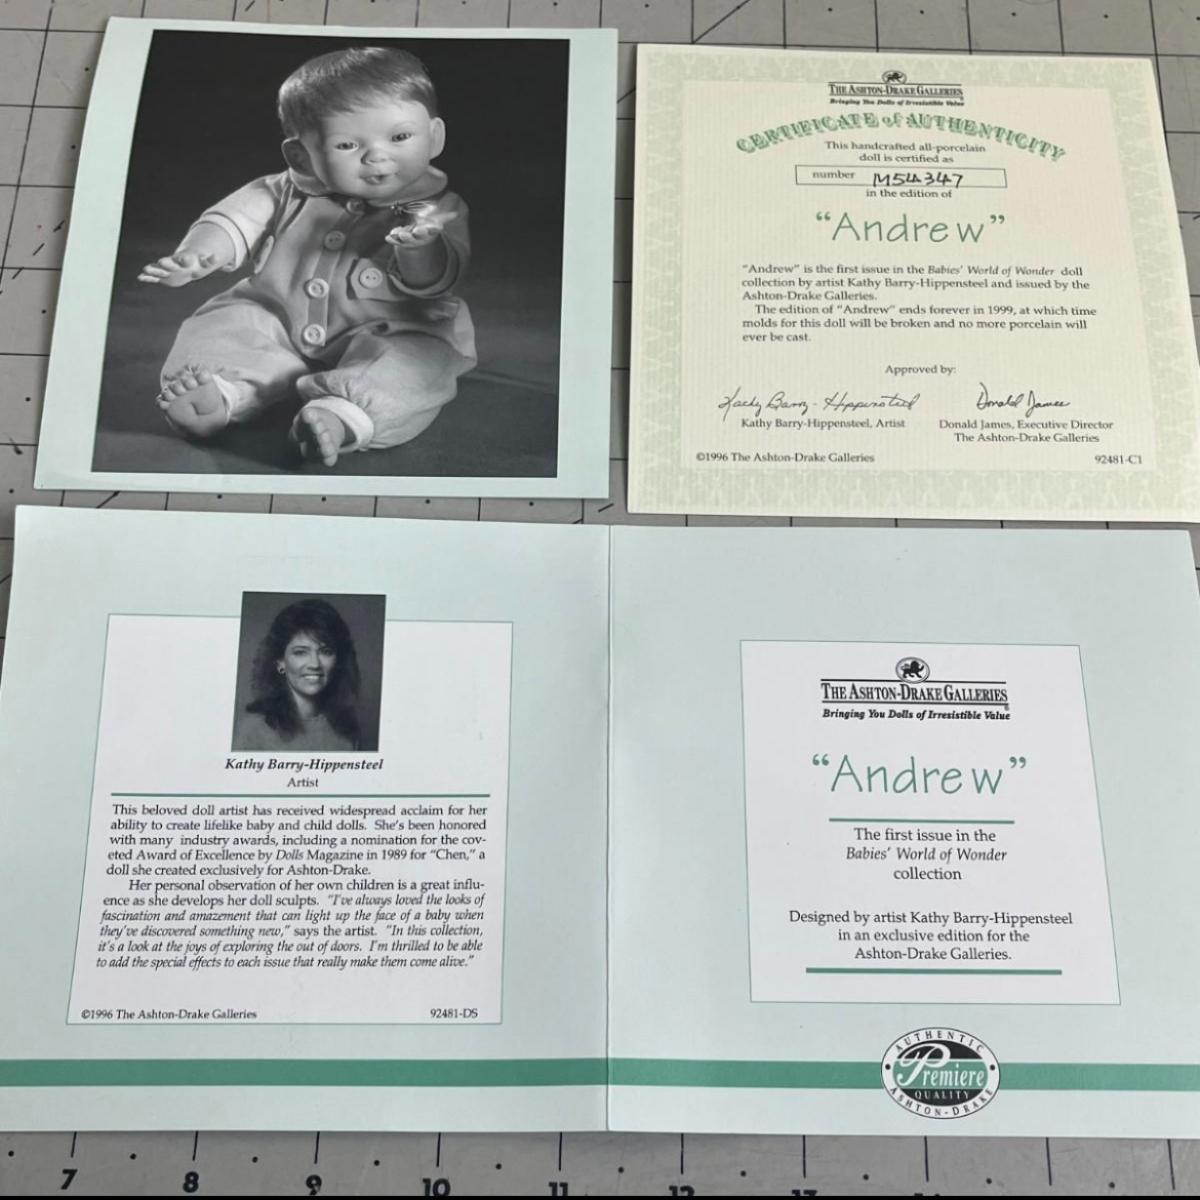 THE ASHTON-DRAKE GALLERIES
Bringing You Dolls of Irresistible Value
CERTIFICATE of AUTHENTICITY
This handcrafted all-porcelain
doll is certified as
number M54347
in the edition of
“Andrew”
“Andrew” is the first issue in the Babies’ World of Wonder doll
collection by artist Kathy Barry-Hippensteel and issued by the
Ashton-Drake Galleries.
The edition of “Andrew” ends forever in 1999, at which time
molds for this doll will be broken and no more porcelain will
ever be cast.
Approved by:
Kathy Barry-Hippensteel Donald James
Kathy Barry-Hippensteel, Artist Donald James, Executive Director
The Ashton-Drake Galleries
©1996 The Ashton-Drake Galleries 92481-C1
Kathy Barry-Hippensteel
Artist
This beloved doll artist has received widespread acclaim for her
ability to create lifelike baby and child dolls. She’s been honored
with many industry awards, including a nomination for the cov-
eted Award of Excellence by Dolls Magazine in 1989 for “Chen,” a
doll she created exclusively for Ashton-Drake.
Her personal observation of her own children is a great influ-
ence as she develops her doll sculpts. “I’ve always loved the looks of
fascination and amazement that can light up the face of a baby when
they’ve discovered something new,” says the artist. “In this collection,
it’s a look at the joys of exploring the out of doors. I’m thrilled to be able
to add the special effects to each issue that really make them come alive.”
©1996 The Ashton-Drake Galleries 92481-DS
THE ASHTON-DRAKE GALLERIES
Bringing You Dolls of Irresistible Value
“Andrew”
The first issue in the
Babies’ World of Wonder
collection
Designed by artist Kathy Barry-Hippensteel
in an exclusive edition for the
Ashton-Drake Galleries.
AUTHENTIC
Premiere
QUALITY
ASHTON-DRAKE
7 8 9 10 11 12 13